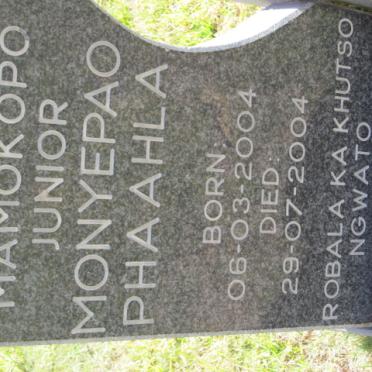 MAMOKOPO
JUNIOR
MONYEPAO
PHAAHLA
BORN
06-03-2004
DIED
29-07-2004
ROBALA KA KHUTSO
NGWATO